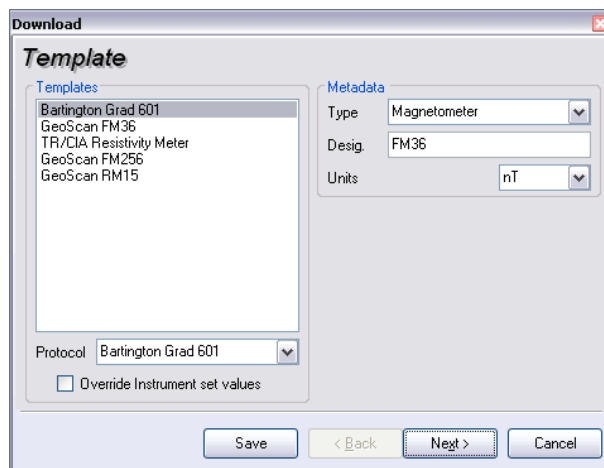 Download
Template
Templates
Bartington Grad 601
GeoScan FM36
TR/CIA Resistivity Meter
GeoScan FM256
GeoScan RM15
Protocol Bartington Grad 601
Override Instrument set values
Metadata
Type Magnetometer
Desig. FM36
Units nT
Save < Back Next > Cancel